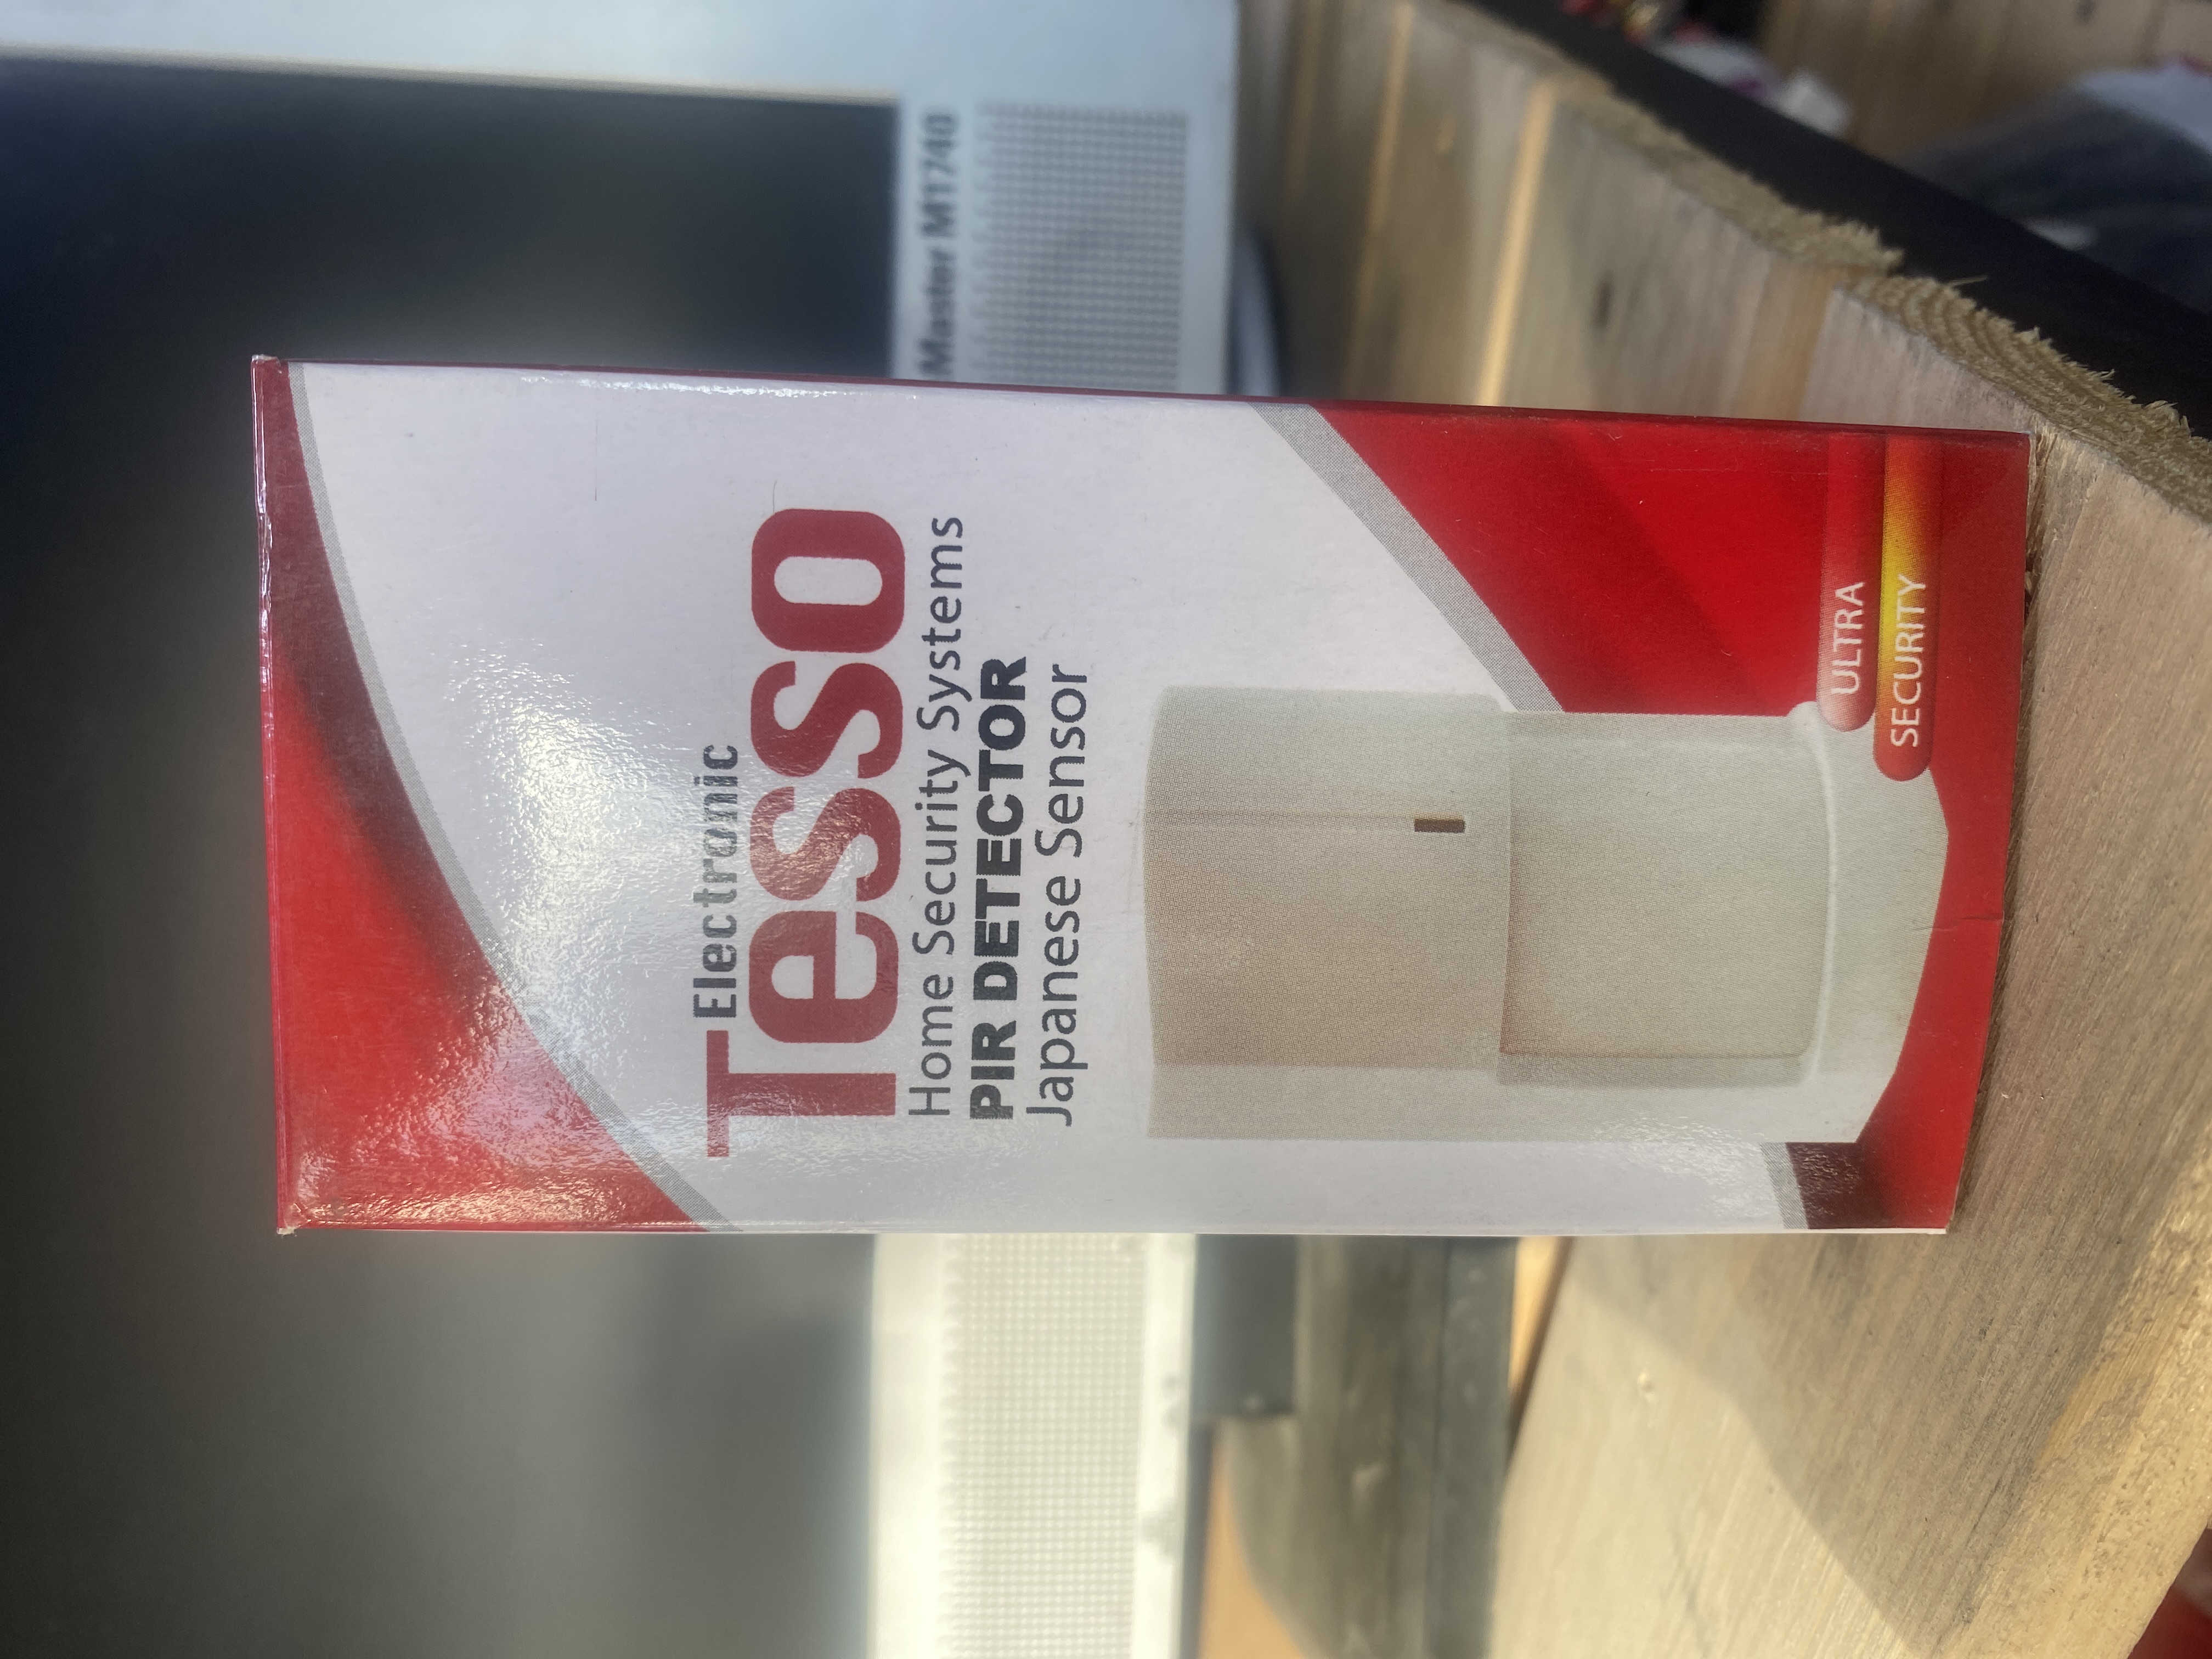 Master M1740
Electronic
Tesso
Home Security Systems
PIR DETECTOR
Japanese Sensor
ULTRA
SECURITY